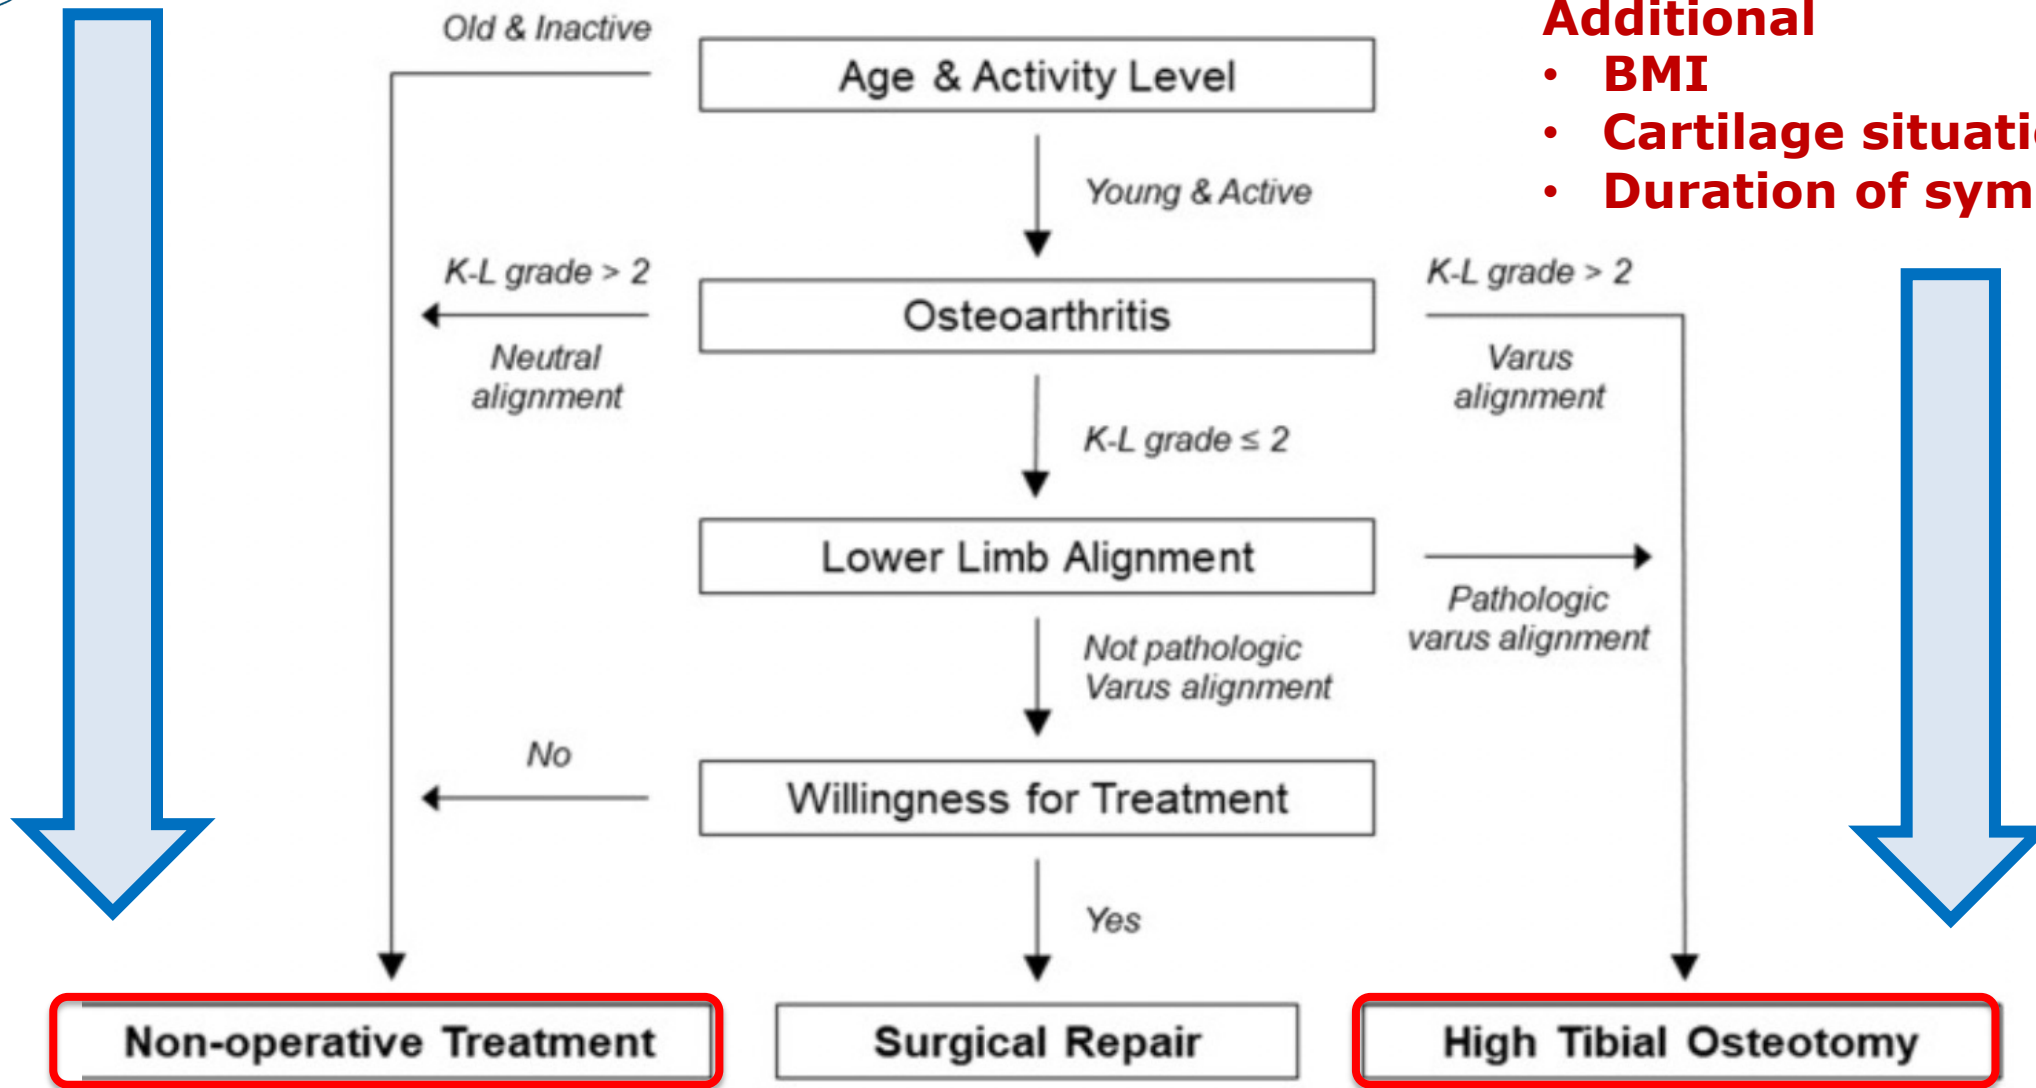 Old & Inactive
Age & Activity Level
Additional
• BMI
• Cartilage
• Duration of
Young & Active
K-L grade > 2
Neutral
alignment
Osteoarthritis
K-L grade > 2
Varus
alignment
K-L grade ≤ 2
Lower Limb Alignment
Pathologic
varus alignment
Not pathologic
Varus alignment
No
Willingness for Treatment
Yes
Non-operative Treatment
Surgical Repair
High Tibial Osteotomy